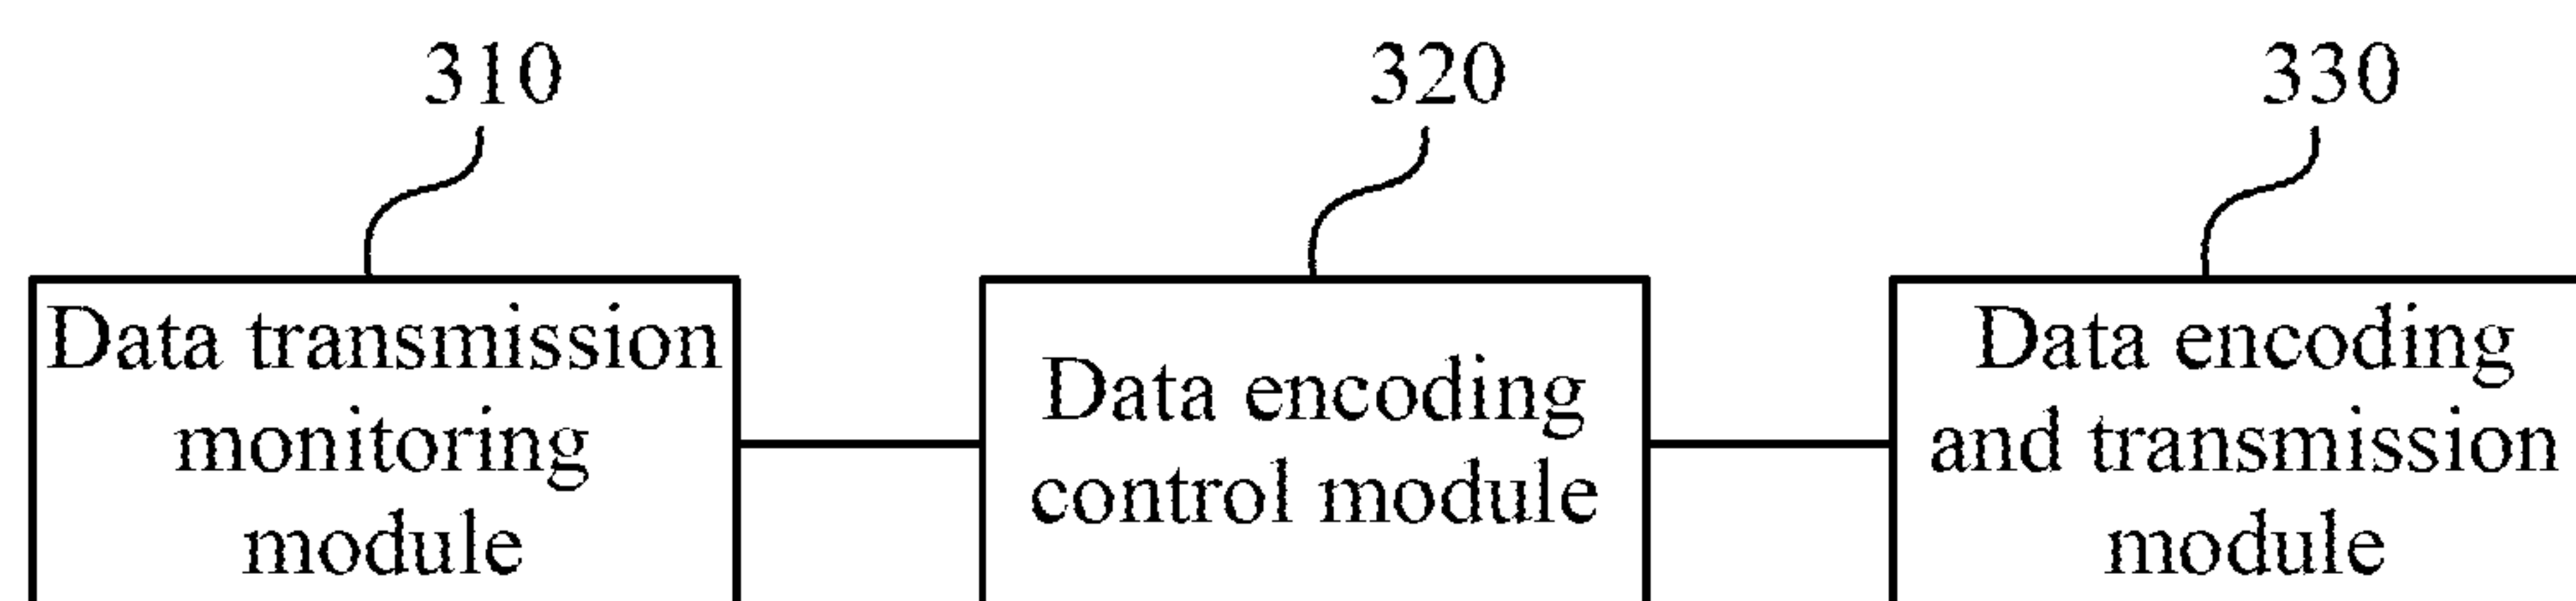 310
320
330
Data transmission
monitoring
module
Data encoding
control module
Data encoding
and transmission
module